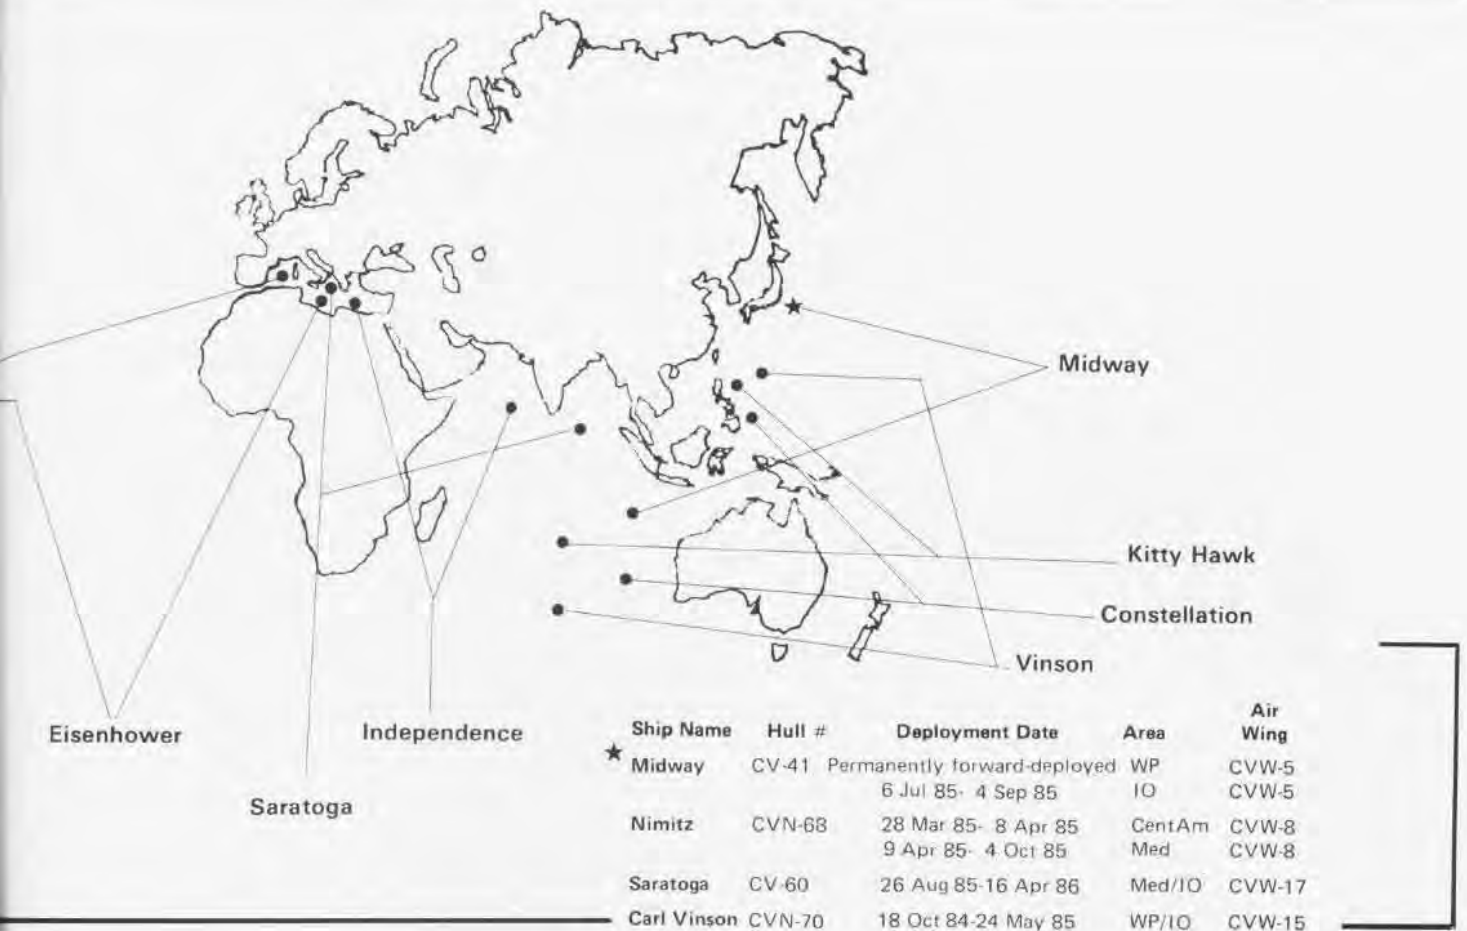 Midway
Kitty Hawk
Constellation
Vinson
Eisenhower
Independence
Saratoga
Ship Name Hull # Deployment Date Area Air Wing
★ Midway CV-41 Permanently forward-deployed WP CVW-5
6 Jul 85- 4 Sep 85 IO CVW-5
Nimitz CVN-68 28 Mar 85- 8 Apr 85 CentAm CVW-8
9 Apr 85- 4 Oct 85 Med CVW-8
Saratoga CV-60 26 Aug 85-16 Apr 86 Med/IO CVW-17
Carl Vinson CVN-70 18 Oct 84-24 May 85 WP/IO CVW-15